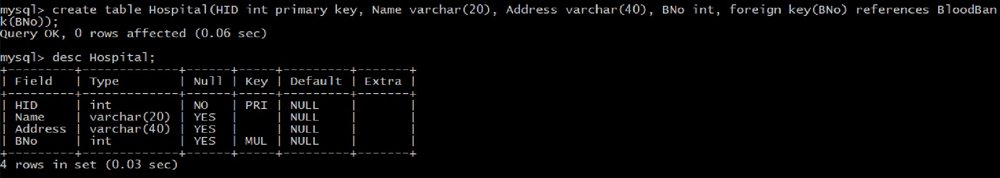 mysql> create table Hospital(HID int primary key, Name varchar(20), Address varchar(40), BNo int, foreign key(BNo) references BloodBan
k(BNo));
Query OK, 0 rows affected (0.06 sec)

mysql> desc Hospital;
+---------+-------------+------+-----+---------+-------+
| Field   | Type        | Null | Key | Default | Extra |
+---------+-------------+------+-----+---------+-------+
| HID     | int         | NO   | PRI | NULL    |       |
| Name    | varchar(20) | YES  |     | NULL    |       |
| Address | varchar(40) | YES  |     | NULL    |       |
| BNo     | int         | YES  | MUL | NULL    |       |
+---------+-------------+------+-----+---------+-------+
4 rows in set (0.03 sec)